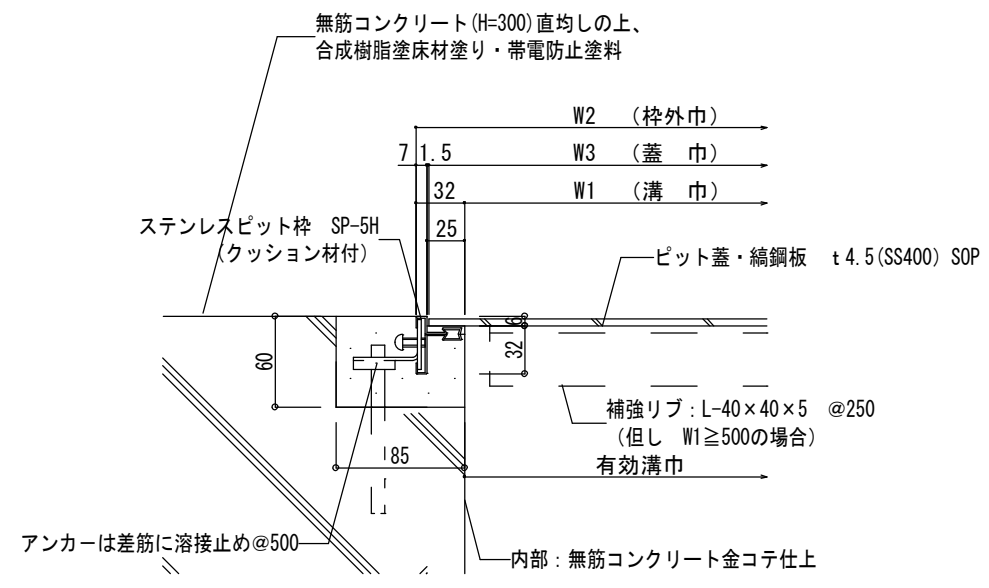 無筋コンクリート(H=300)直均しの上、
合成樹脂塗床材塗り・帯電防止塗料
W2 （枠外巾）
7 1.5 W3 （蓋　巾）
32 W1 （溝　巾）
ステンレスピット枠　SP-5H
（クッション材付）
25
ピット蓋・縞鋼板　t4.5(SS400) SOP
6
60
32
補強リブ：L-40×40×5　@250
（但し　W1≧500の場合）
85
有効溝巾
アンカーは差筋に溶接止め@500
内部：無筋コンクリート金コテ仕上